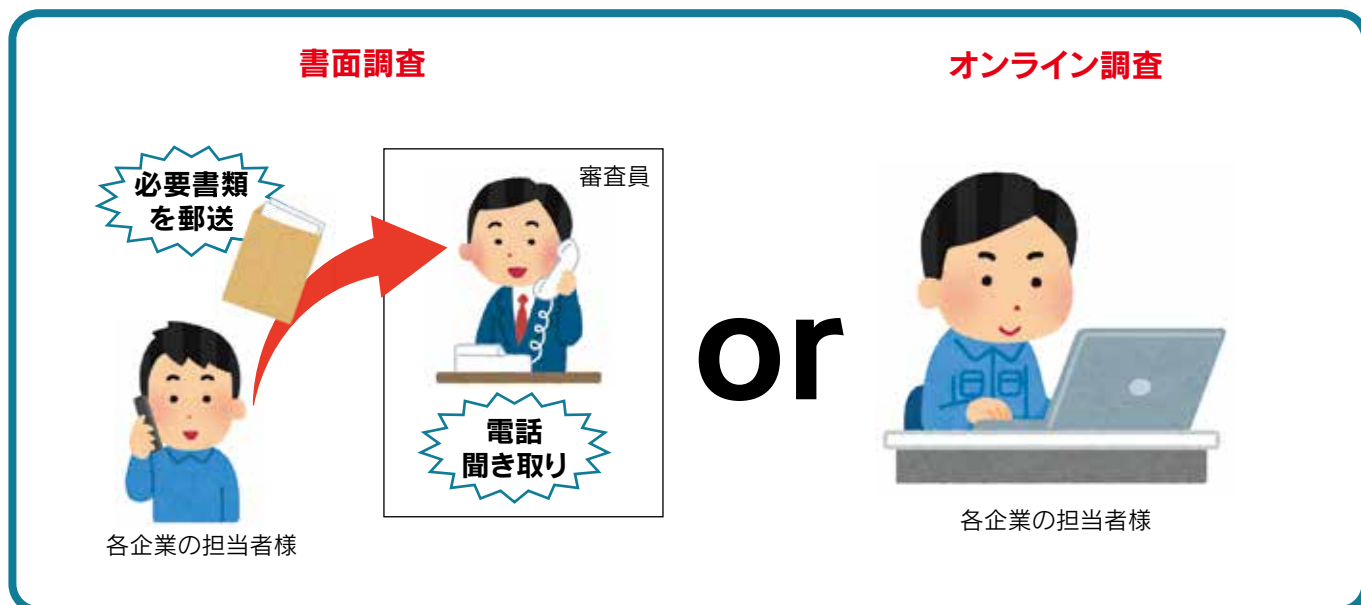 書面調査
必要書類
を郵送
審査員
電話
聞き取り
各企業の担当者様
or
オンライン調査
各企業の担当者様